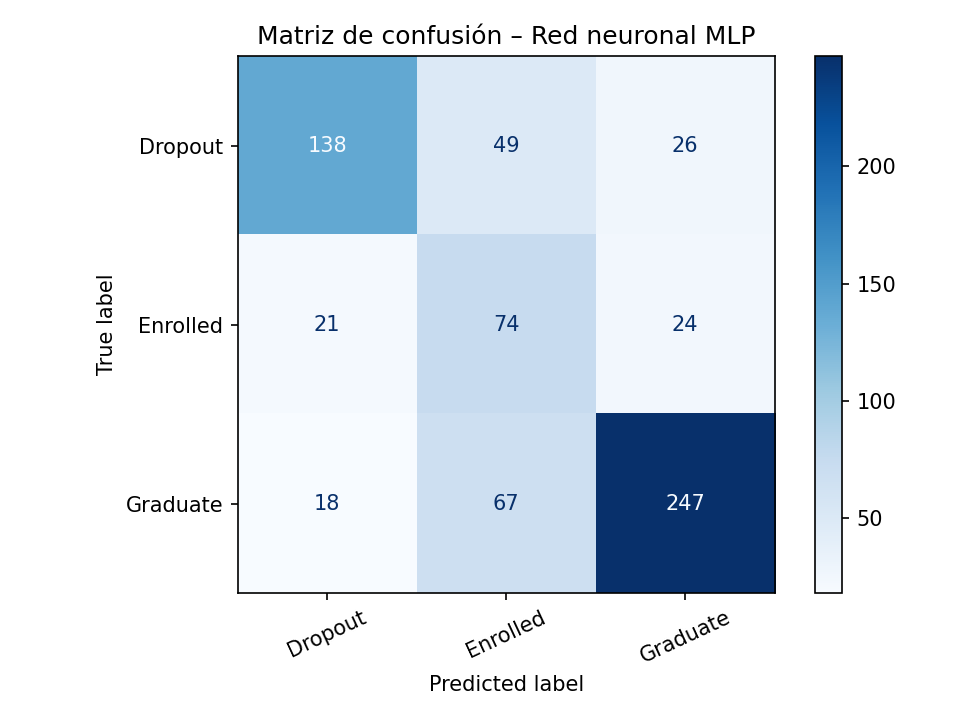 Matriz de confusión – Red neuronal MLP
True label
Dropout
138
49
26
Enrolled
21
74
24
Graduate
18
67
247
Dropout
Enrolled
Graduate
Predicted label
200
150
100
50